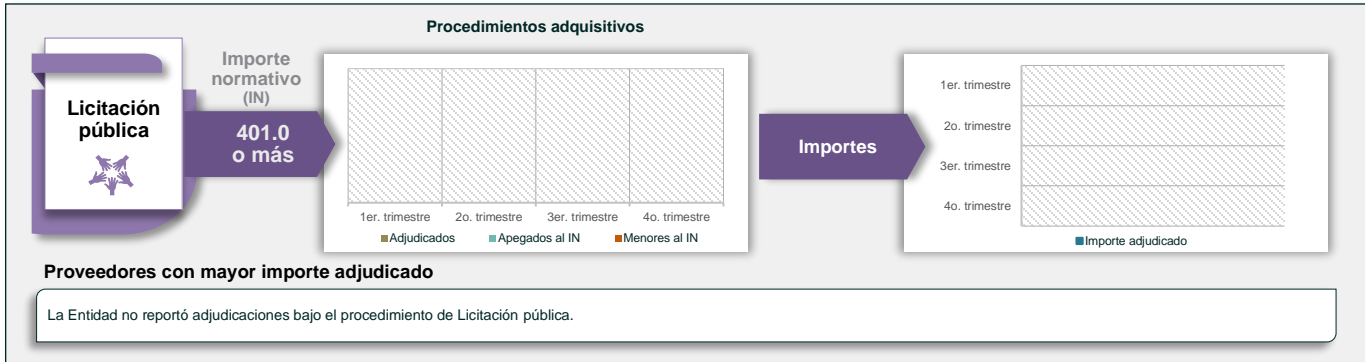 Procedimientos adquisitivos
Licitación
pública
Importe
normativo
(IN)
401.0
o más
1er. trimestre 2o. trimestre 3er. trimestre 4o. trimestre
Adjudicados Apegados al IN Menores al IN
Importes
1er. trimestre
2o. trimestre
3er. trimestre
4o. trimestre
Importe adjudicado
Proveedores con mayor importe adjudicado
La Entidad no reportó adjudicaciones bajo el procedimiento de Licitación pública.